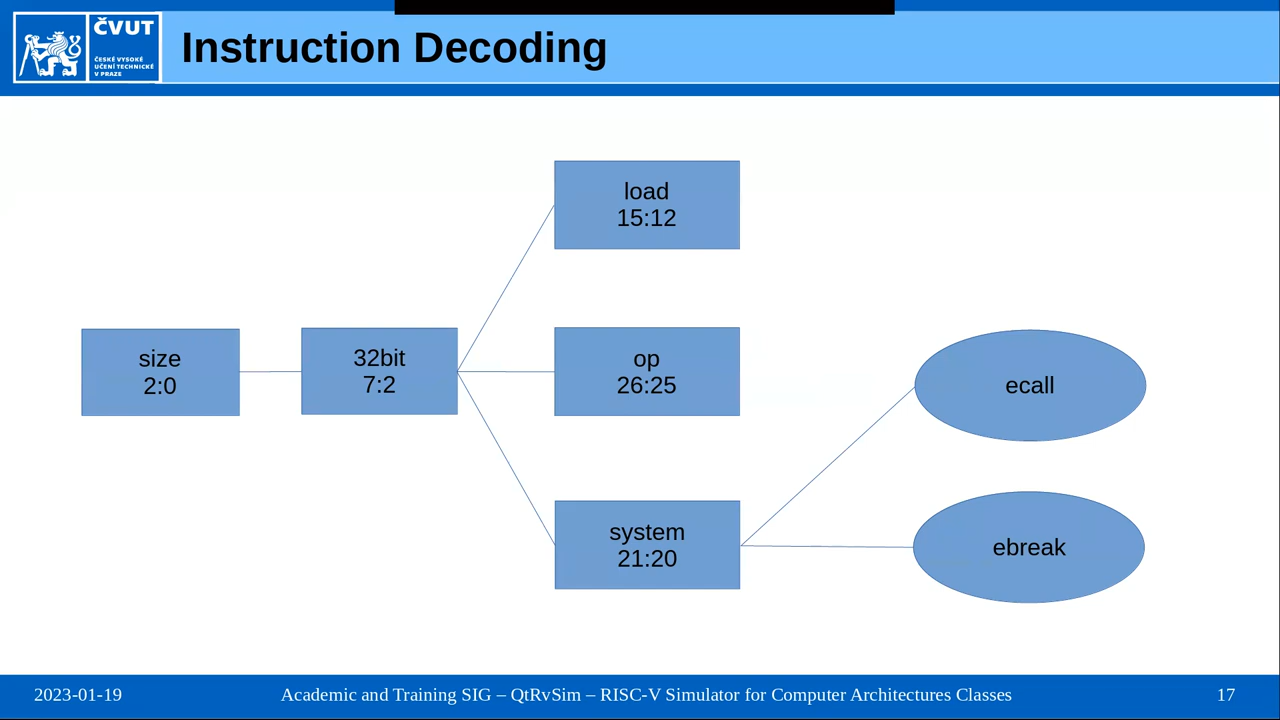 ČVUT
ČESKÉ VYSOKÉ
UČENÍ TECHNICKÉ
V PRAZE
Instruction Decoding
load
15:12
size
2:0
32bit
7:2
op
26:25
ecall
system
21:20
ebreak
2023-01-19
Academic and Training SIG – QtRvSim – RISC-V Simulator for Computer Architectures Classes
17